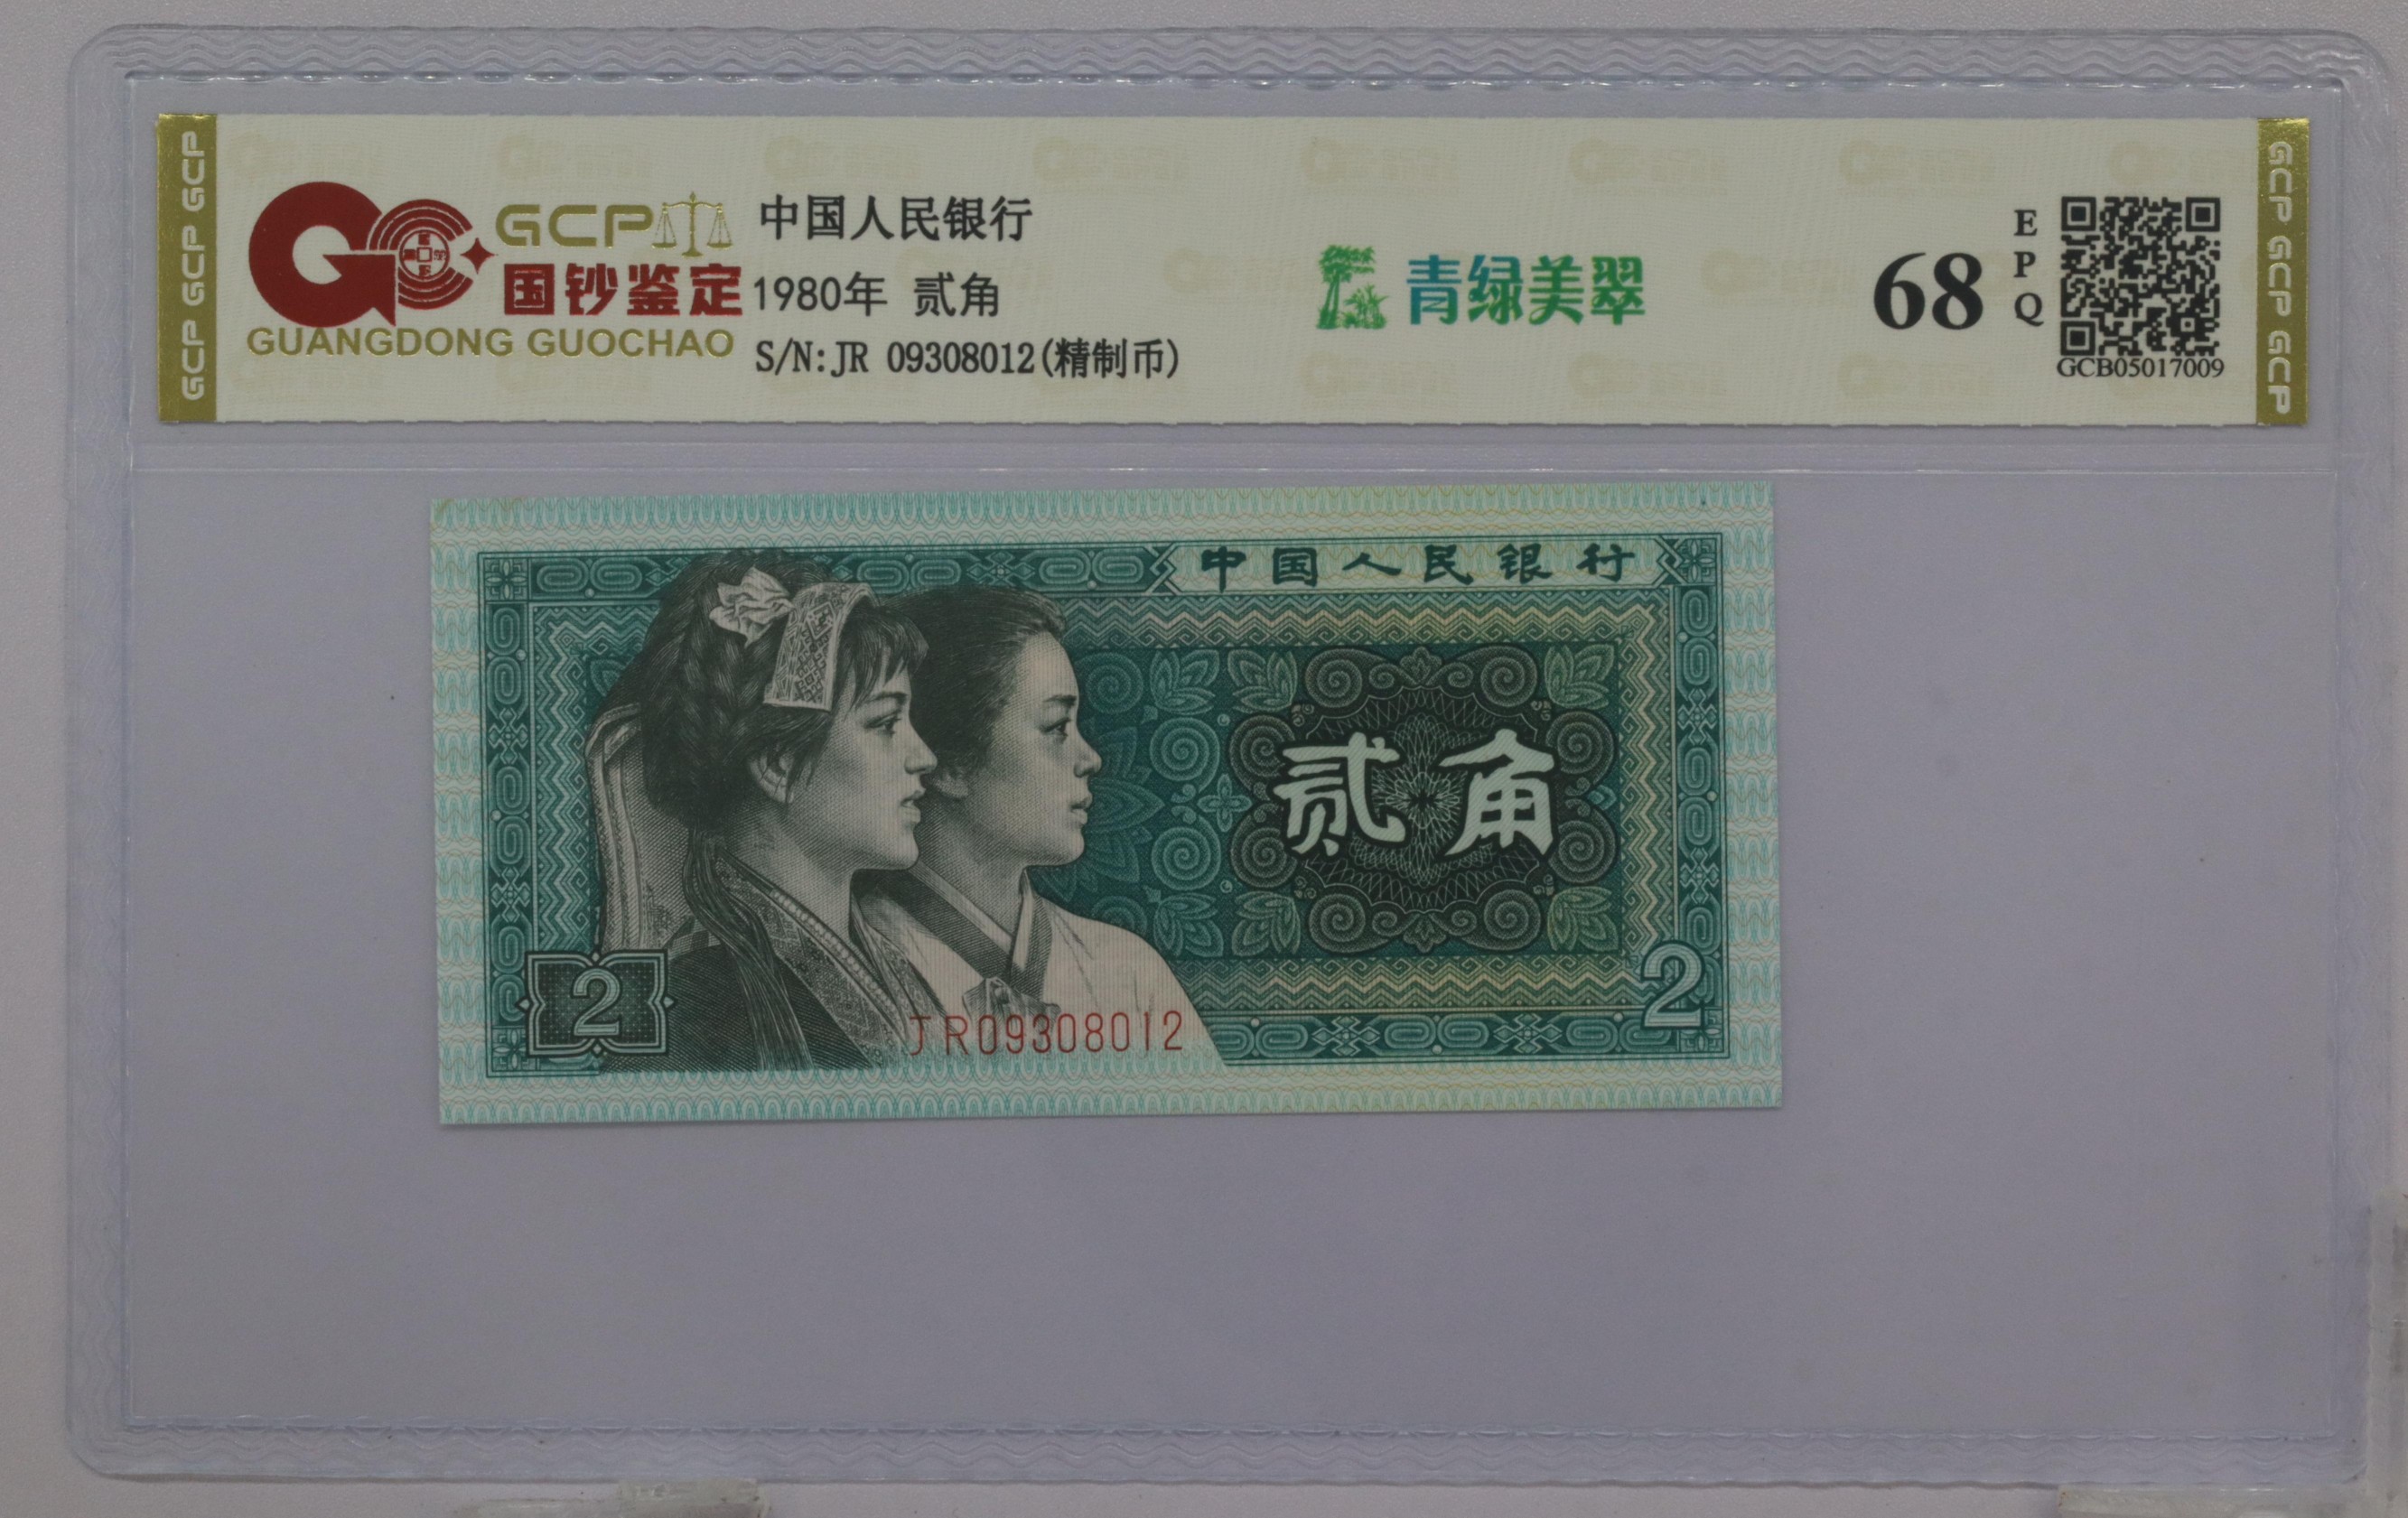 GCP GCP GCP
GCP
国钞鉴定
GUANGDONG GUOCHAO
中国人民银行
1980年 贰角
S/N:JR 09308012(精制币)
青绿美翠
68
EPQ
GCB05017009
GCP GCP GCP
中国人民银行
贰角
2
2
JR09308012